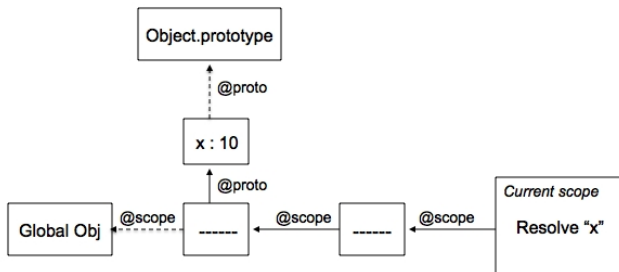 Object.prototype
@proto
x : 10
@proto
Current scope
Global Obj
@scope
------
@scope
------
@scope
Resolve “x”